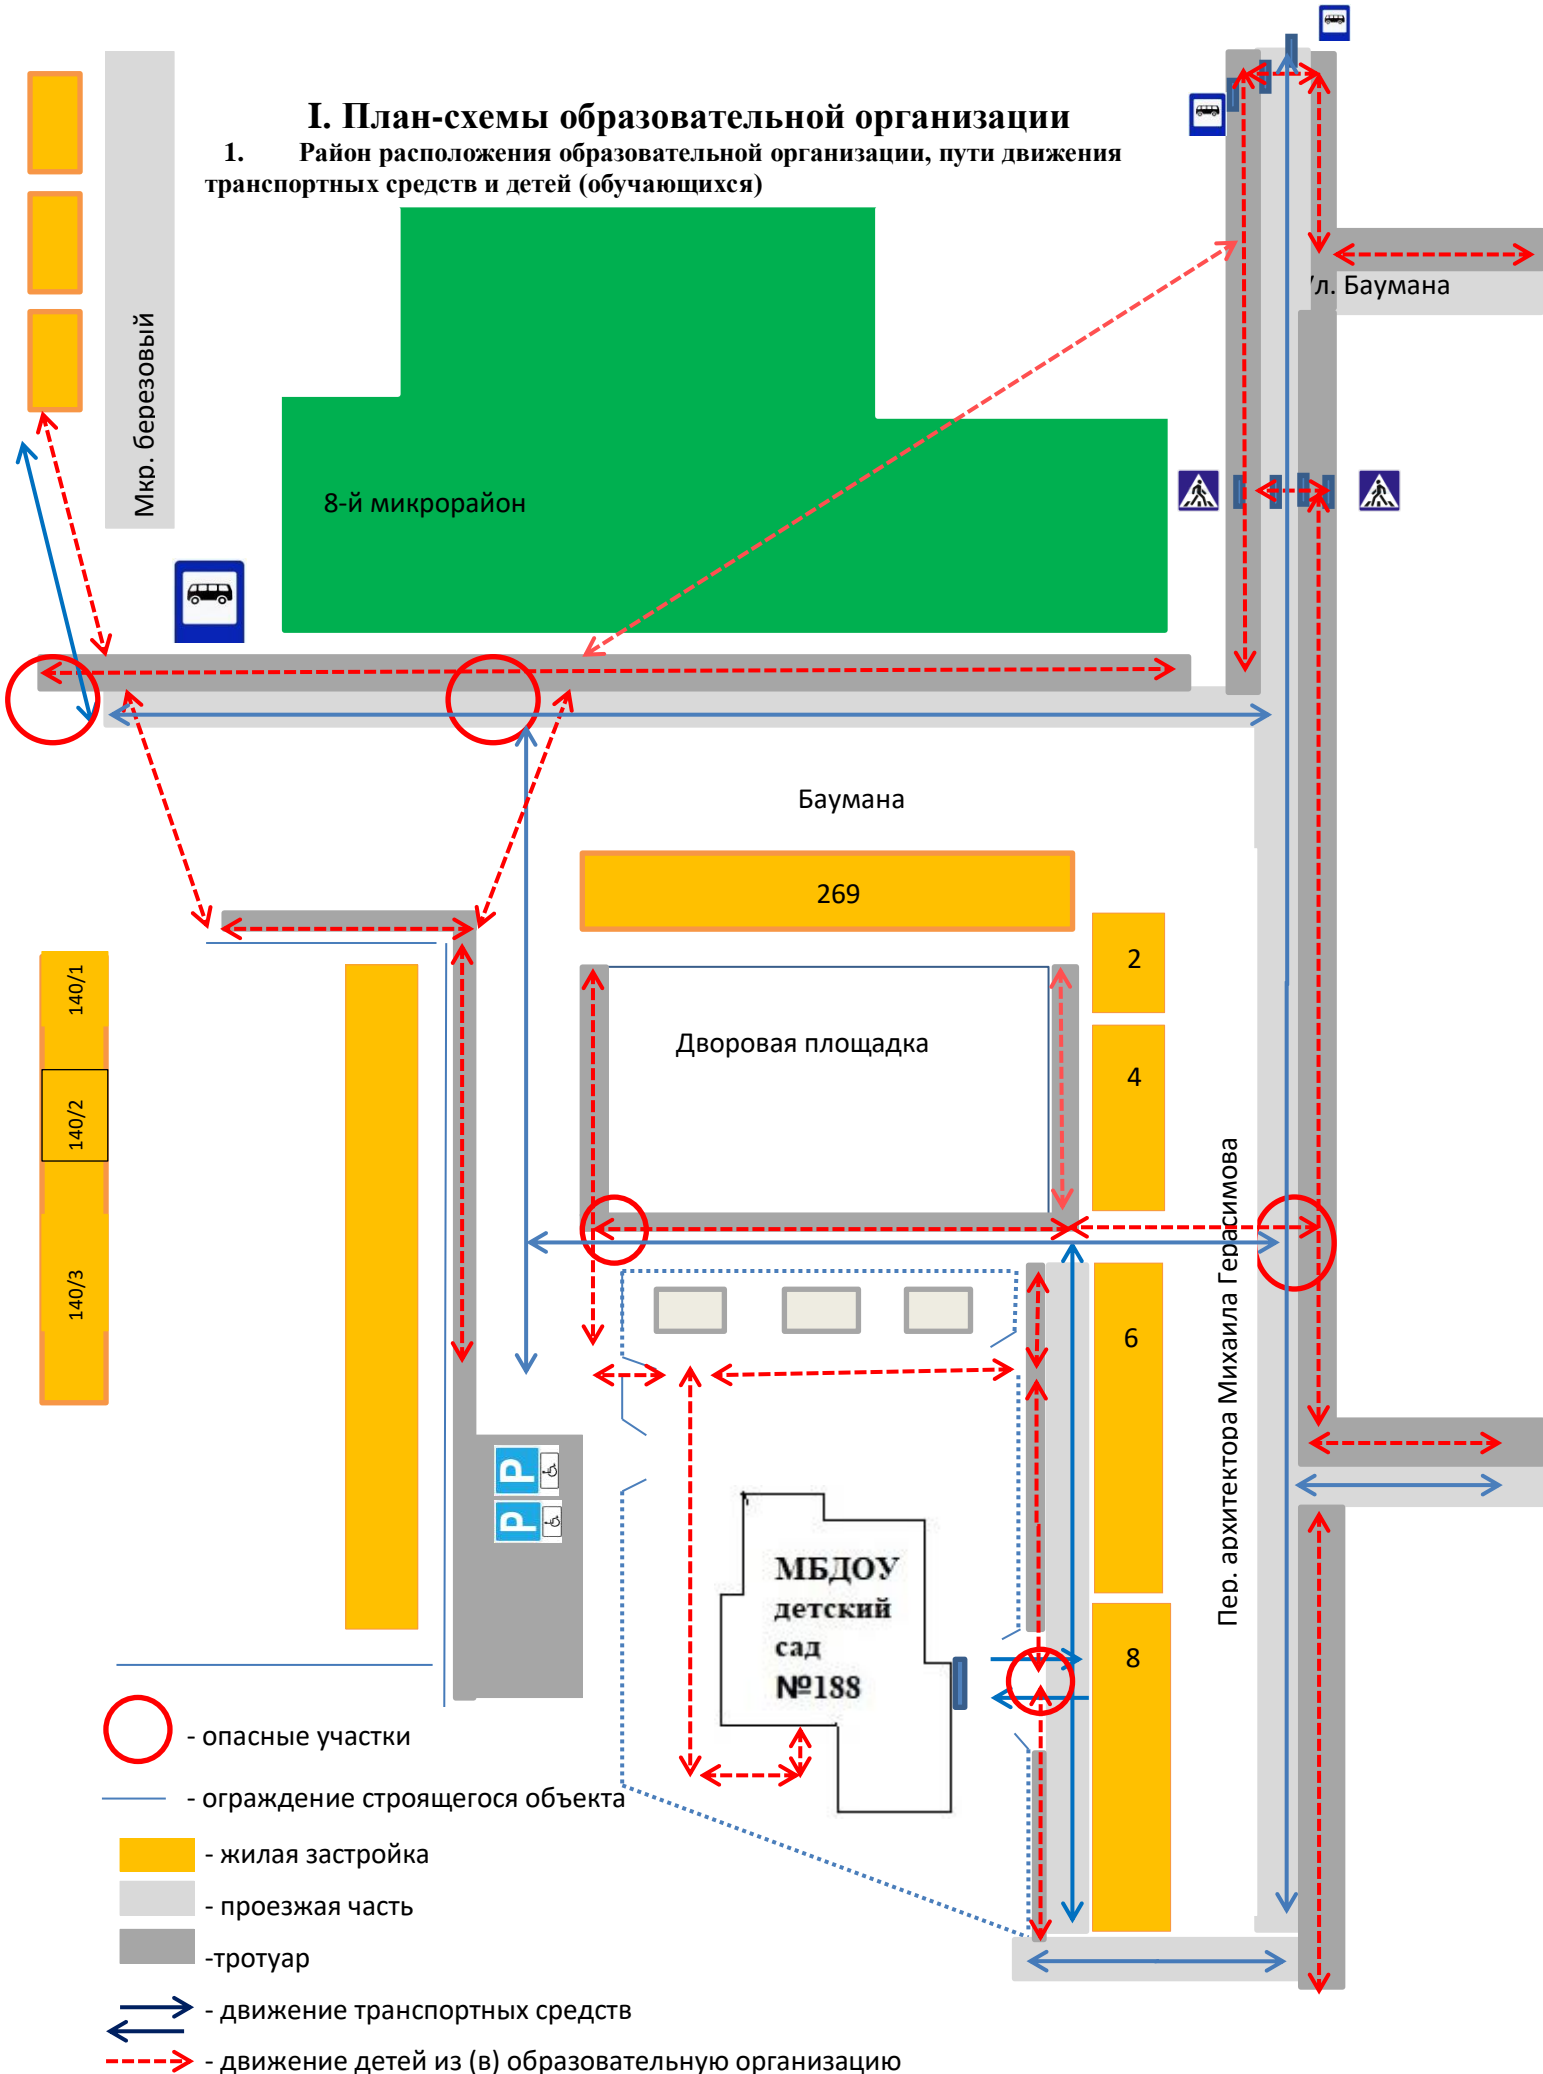 I. План-схемы образовательной организации
1. Район расположения образовательной организации, пути движения
транспортных средств и детей (обучающихся)
Ул. Баумана
Мкр. березовый
8-й микрорайон
Баумана
269
2
140/1
Дворовая площадка
4
140/2
Пер. архитектора Михаила Герасимова
140/3
6
P
P
МБДОУ
детский
сад
№188
8
- опасные участки
- ограждение строящегося объекта
- жилая застройка
- проезжая часть
-тротуар
- движение транспортных средств
- движение детей из (в) образовательную организацию